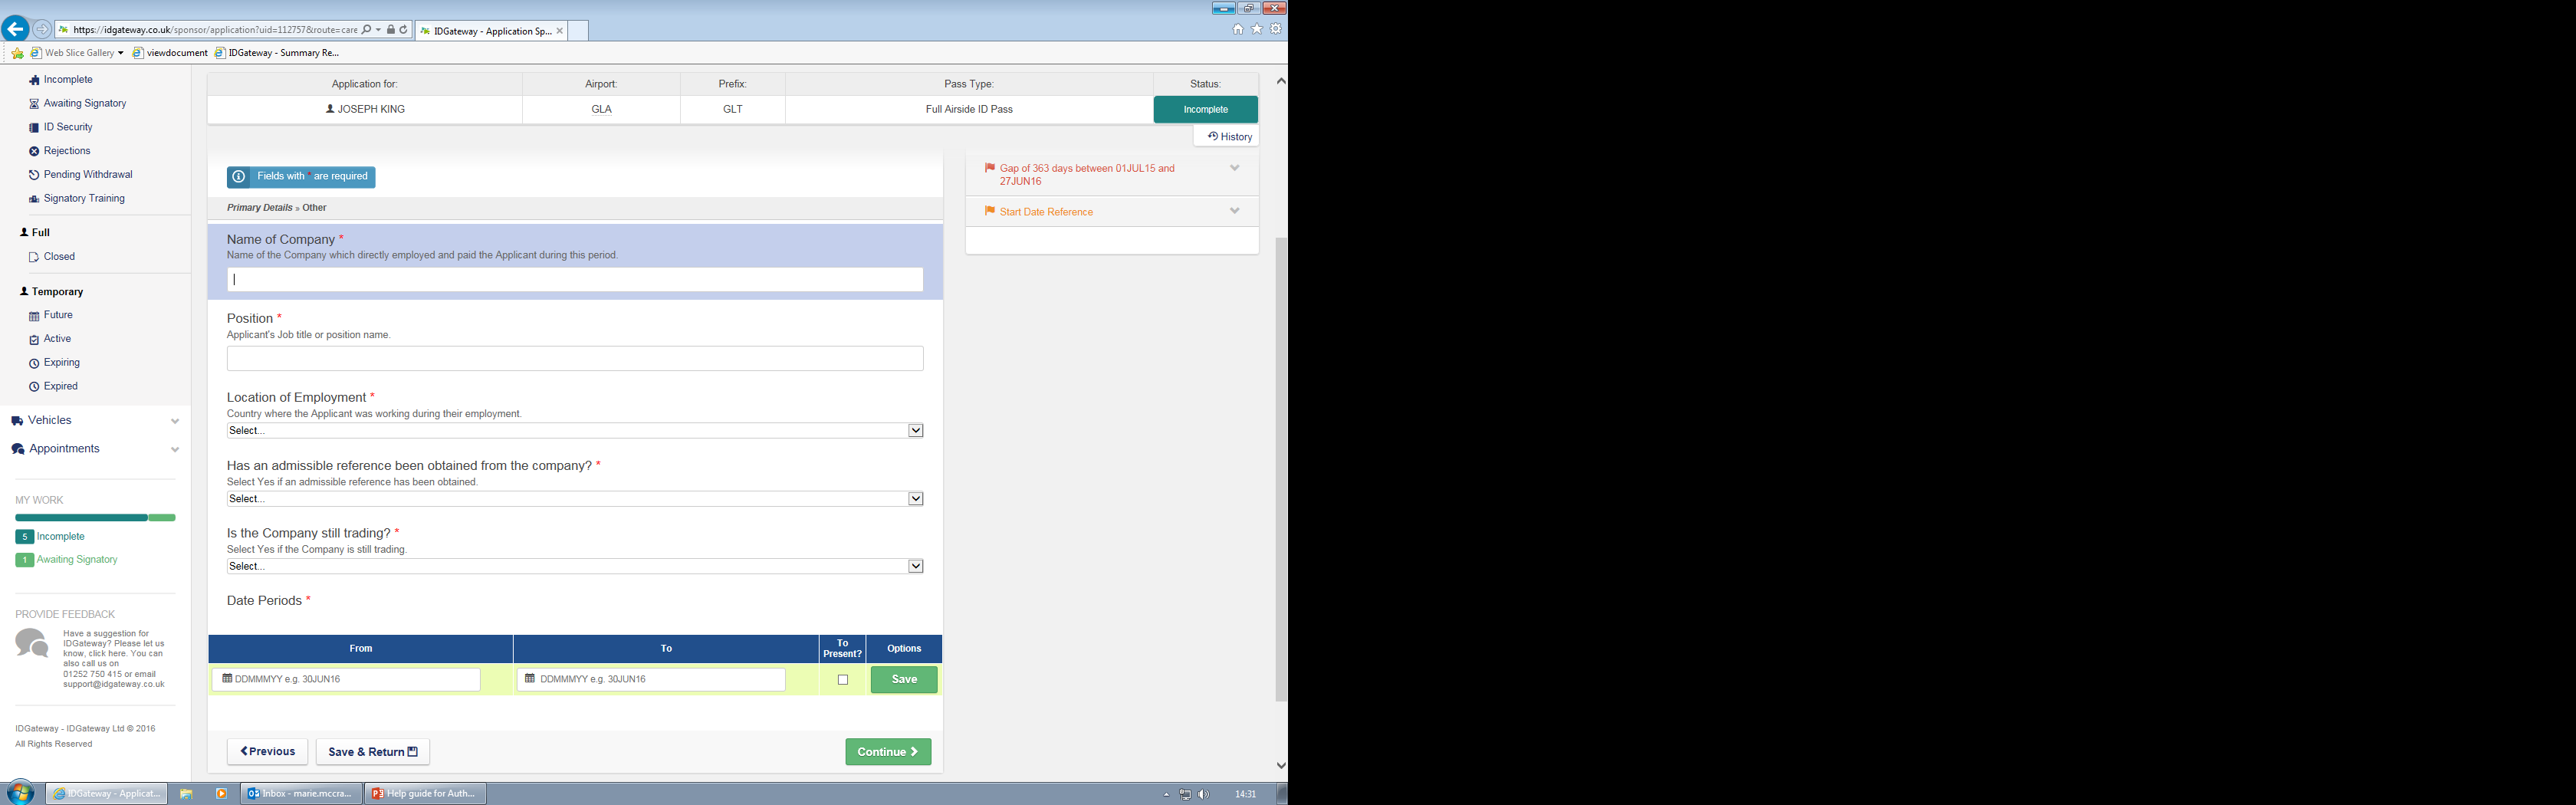 https://idgateway.co.uk/sponsor/application?uid=112757&route=care
IDGateway - Application Sp...
Web Slice Gallery
viewdocument
IDGateway - Summary Re...
Incomplete
Awaiting Signatory
ID Security
Rejections
Pending Withdrawal
Signatory Training
Full
Closed
Temporary
Future
Active
Expiring
Expired
Vehicles
Appointments
MY WORK
5 Incomplete
1 Awaiting Signatory
PROVIDE FEEDBACK
Have a suggestion for
IDGateway? Please let us
know, click here. You can
also call us on
01252 750 415 or email
support@idgateway.co.uk
IDGateway - IDGateway Ltd © 2016
All Rights Reserved
Application for: Airport: Prefix: Pass Type: Status:
JOSEPH KING GLA GLT Full Airside ID Pass Incomplete
History
Fields with * are required
Primary Details » Other
Name of Company *
Name of the Company which directly employed and paid the Applicant during this period.
Position *
Applicant's Job title or position name.
Location of Employment *
Country where the Applicant was working during their employment.
Select...
Has an admissible reference been obtained from the company? *
Select Yes if an admissible reference has been obtained.
Select...
Is the Company still trading? *
Select Yes if the Company is still trading.
Select...
Date Periods *
From To To Present? Options
DDMMMYY e.g. 30JUN16 DDMMMYY e.g. 30JUN16 Save
Previous Save & Return Continue
Gap of 363 days between 01JUL15 and
27JUN16
Start Date Reference
IDGateway - Applicat...
Inbox - marie.mccra...
Help guide for Auth...
14:31